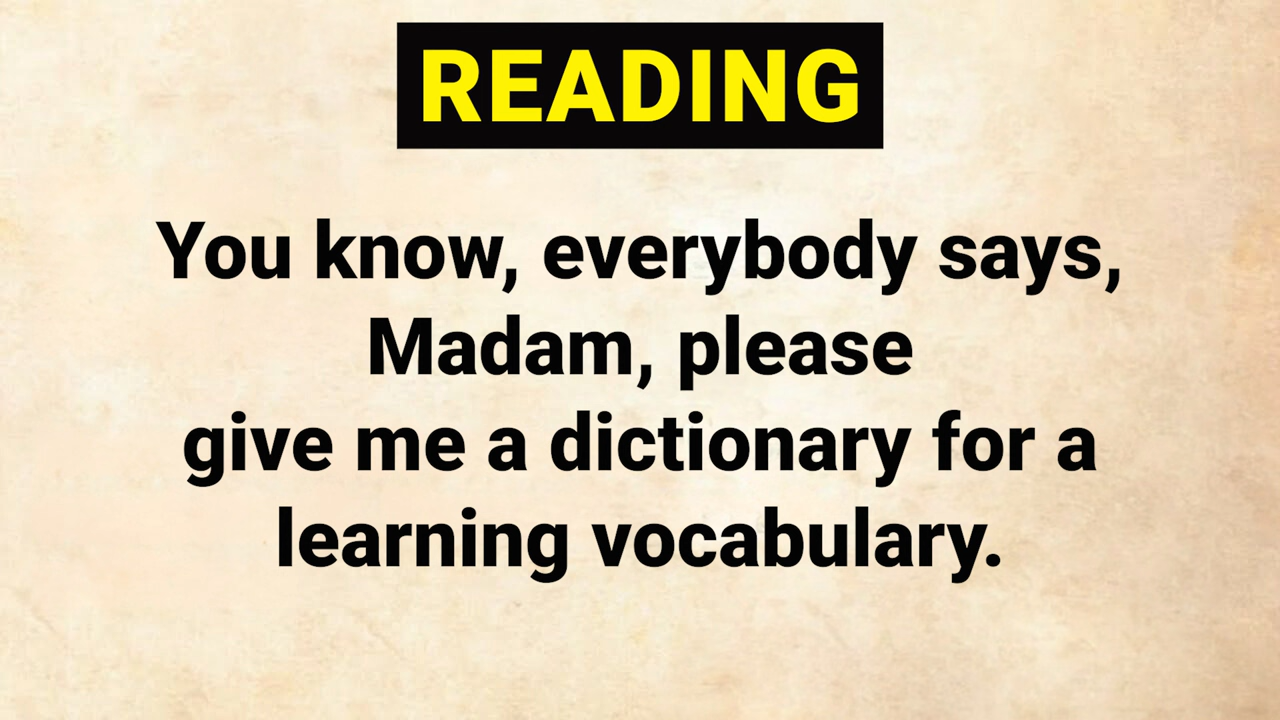 READING
You know, everybody says,
Madam, please
give me a dictionary for a
learning vocabulary.